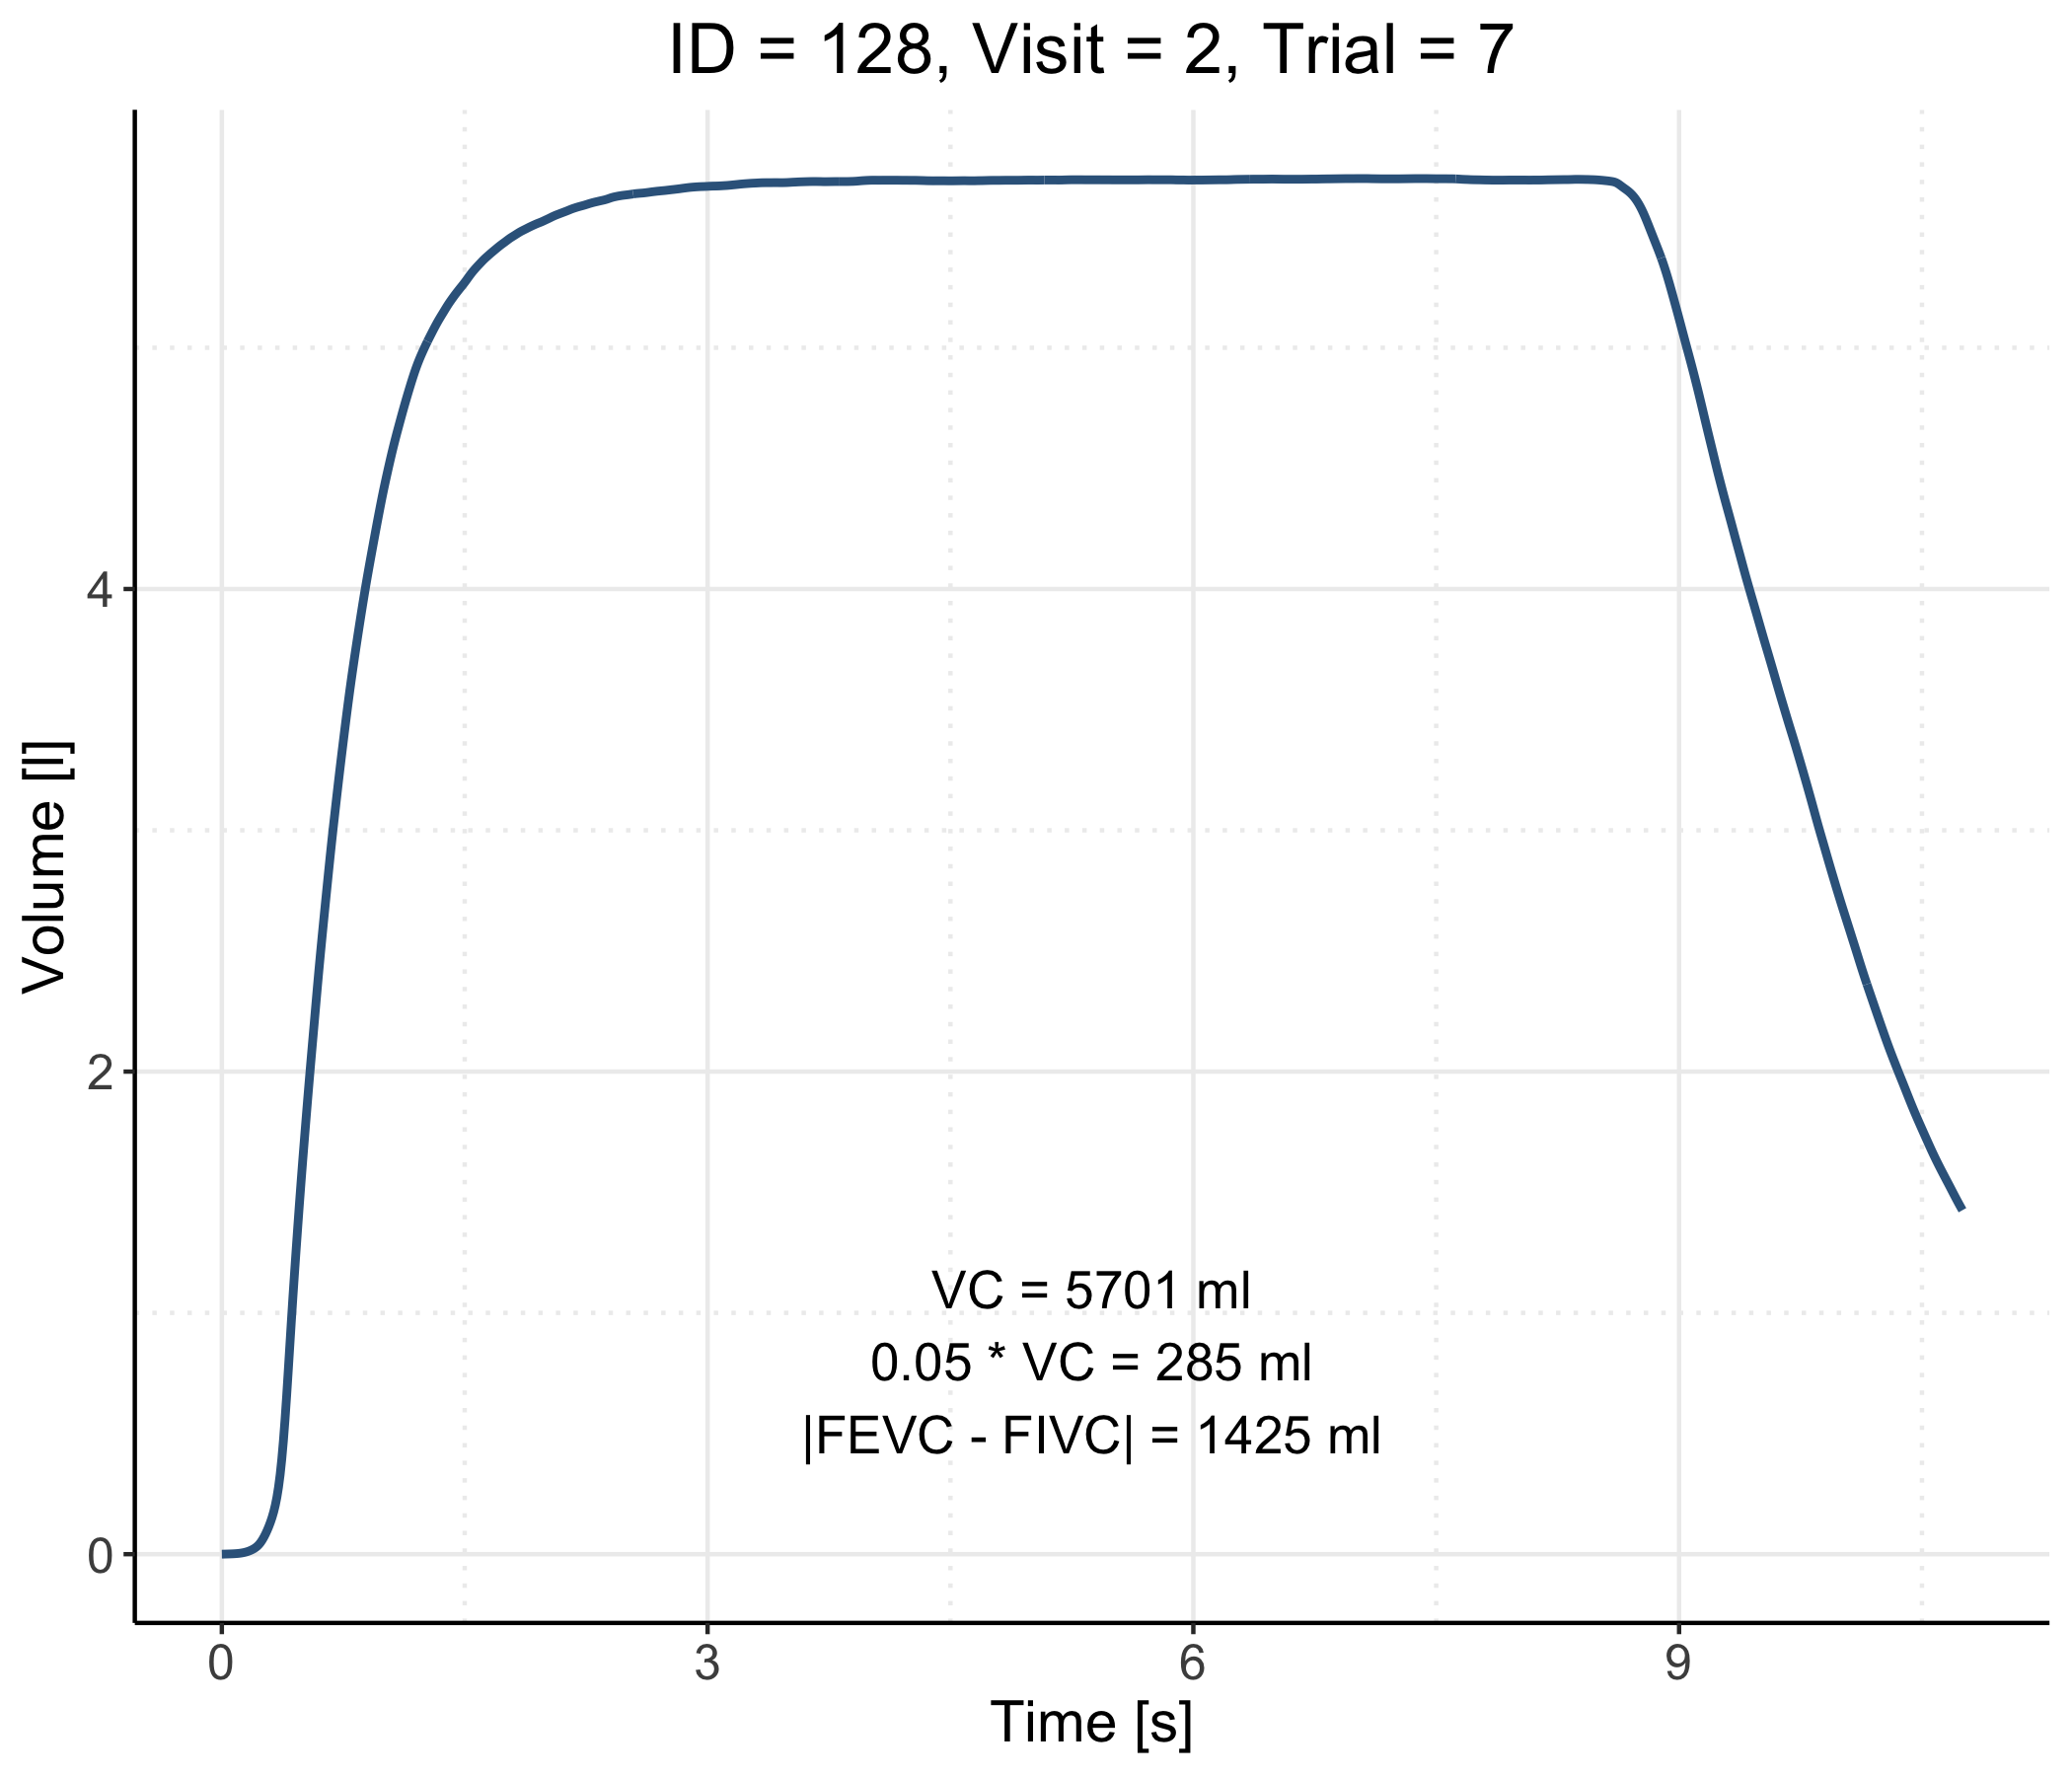 ID = 128, Visit = 2, Trial = 7
Volume [l]
4
2
0
VC = 5701 ml
0.05 * VC = 285 ml
|FEVC - FIVC| = 1425 ml
0 3 6 9
Time [s]